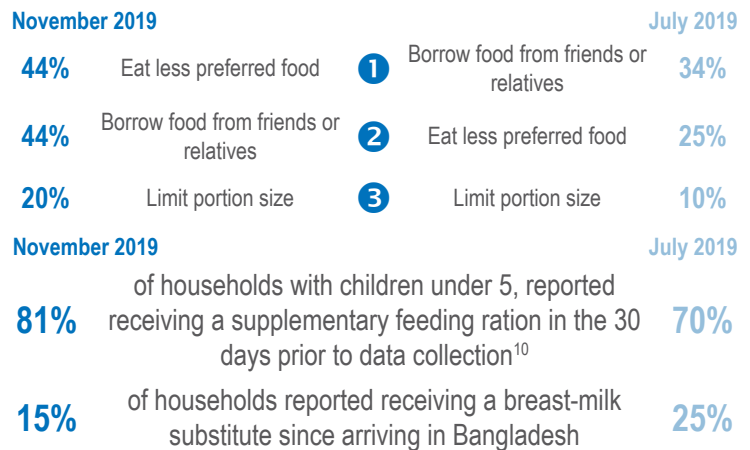 November 2019 July 2019
44% Eat less preferred food ❶ Borrow food from friends or relatives 34%
44% Borrow food from friends or relatives ❷ Eat less preferred food 25%
20% Limit portion size ❸ Limit portion size 10%
November 2019 July 2019
of households with children under 5, reported
81% receiving a supplementary feeding ration in the 30 70%
days prior to data collection10
15% of households reported receiving a breast-milk 25%
substitute since arriving in Bangladesh